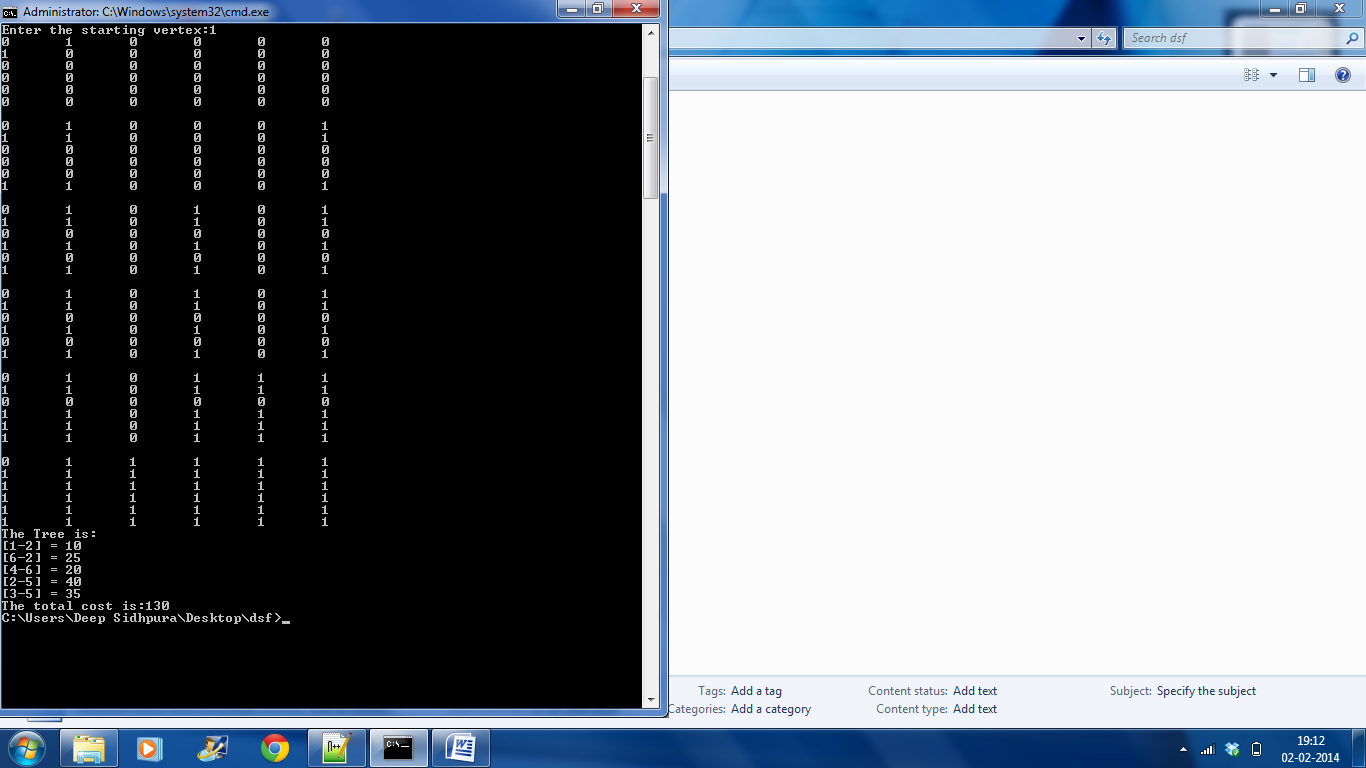 Administrator: C:\Windows\system32\cmd.exe
Enter the starting vertex:1
0 1 0 0 0 0
1 0 0 0 0 0
0 0 0 0 0 0
0 0 0 0 0 0
0 0 0 0 0 0
0 0 0 0 0 0
0 1 0 0 0 1
1 1 0 0 0 1
0 0 0 0 0 0
0 0 0 0 0 0
0 0 0 0 0 0
1 1 0 0 0 1
0 1 0 1 0 1
1 1 0 1 0 1
0 0 0 0 0 0
1 1 0 1 0 1
0 0 0 0 0 0
1 1 0 1 0 1
0 1 0 1 0 1
1 1 0 1 0 1
0 0 0 0 0 0
1 1 0 1 0 1
0 0 0 0 0 0
1 1 0 1 0 1
0 1 0 1 1 1
1 1 0 1 1 1
0 0 0 0 0 0
1 1 0 1 1 1
1 1 0 1 1 1
1 1 0 1 1 1
0 1 1 1 1 1
1 1 1 1 1 1
1 1 1 1 1 1
1 1 1 1 1 1
1 1 1 1 1 1
1 1 1 1 1 1
The Tree is:
[1-2] = 10
[6-2] = 25
[4-6] = 20
[2-5] = 40
[3-5] = 35
The total cost is:130
C:\Users\Deep Sidhpura\Desktop\dsf>_
Search dsf
Tags: Add a tag Content status: Add text Subject: Specify the subject
Categories: Add a category Content type: Add text
19:12
02-02-2014